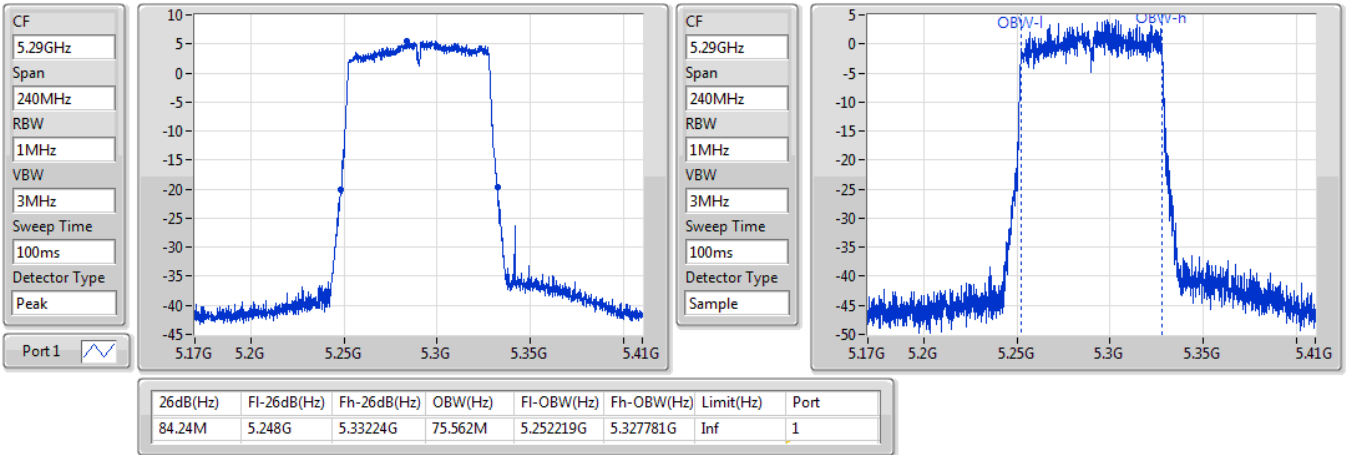 CF
5.29GHz
Span
240MHz
RBW
1MHz
VBW
3MHz
Sweep Time
100ms
Detector Type
Peak
Port 1
10
5
0
-5
-10
-15
-20
-25
-30
-35
-40
-45
5.17G 5.2G 5.25G 5.3G 5.35G 5.41G
CF
5.29GHz
Span
240MHz
RBW
1MHz
VBW
3MHz
Sweep Time
100ms
Detector Type
Sample
OBW-l OBW-h
5
0
-5
-10
-15
-20
-25
-30
-35
-40
-45
-50
5.17G 5.2G 5.25G 5.3G 5.35G 5.41G
26dB(Hz) Fl-26dB(Hz) Fh-26dB(Hz) OBW(Hz) Fl-OBW(Hz) Fh-OBW(Hz) Limit(Hz) Port
84.24M 5.248G 5.33224G 75.562M 5.252219G 5.327781G Inf 1